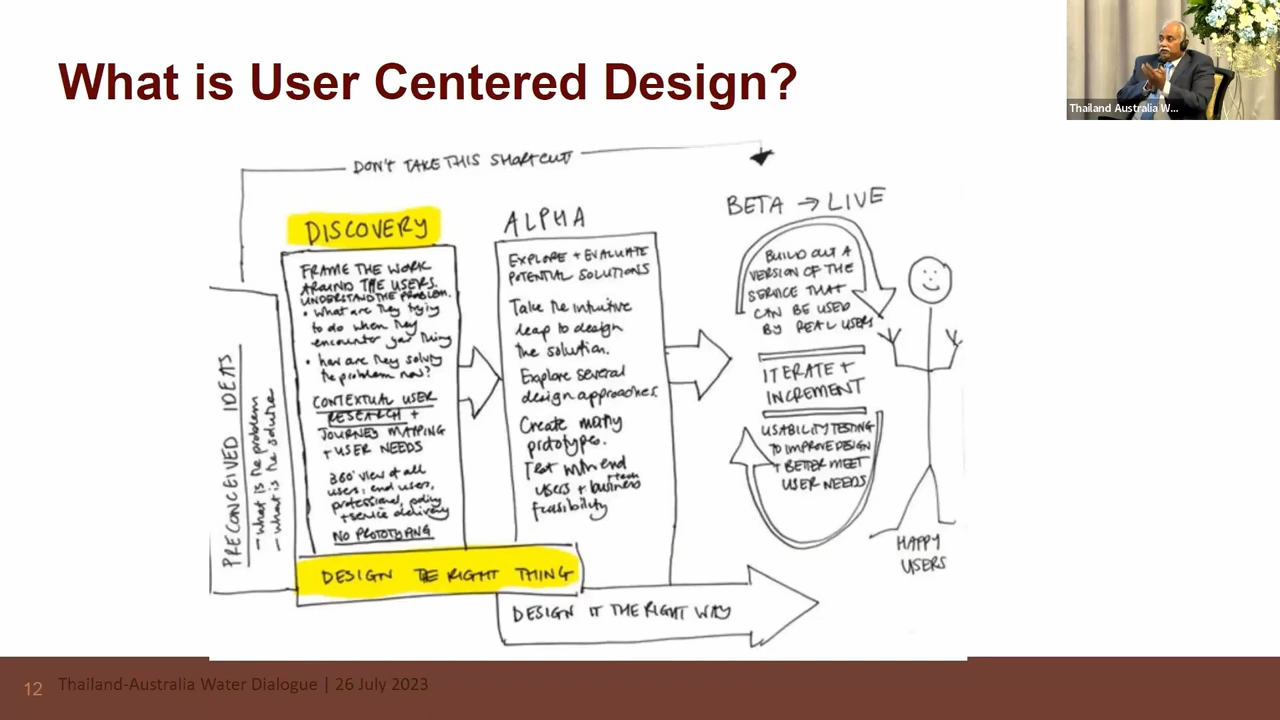 What is User Centered Design?
Thailand Australia W...
DON'T TAKE THIS SHORTCUT
PRECONCEIVED IDEAS
- what is the problem
- what is the solution
DISCOVERY
FRAME THE WORK
AROUND THE USERS.
UNDERSTAND THE PROBLEM.
• What are they trying
to do when they
encounter your thing
• how are they solving
the problem now?
CONTEXTUAL USER
RESEARCH +
JOURNEY MAPPING
+ USER NEEDS
360° view of all
users, end users,
professional, policy
+ service delivery
NO PROTOTYPING
ALPHA
EXPLORE + EVALUATE
POTENTIAL SOLUTIONS
Take the intuitive
leap to design
the solution.
Explore several
design approaches.
Create many
prototypes.
Test with end
users + business
+ tech
feasibility
BETA → LIVE
BUILD OUT A
VERSION OF THE
SERVICE THAT
CAN BE USED
BY REAL USERS
ITERATE +
INCREMENT
USABILITY TESTING
TO IMPROVE DESIGN
+ BETTER MEET
USER NEEDS
HAPPY
USERS
DESIGN THE RIGHT THING
DESIGN IT THE RIGHT WAY
12 Thailand-Australia Water Dialogue | 26 July 2023